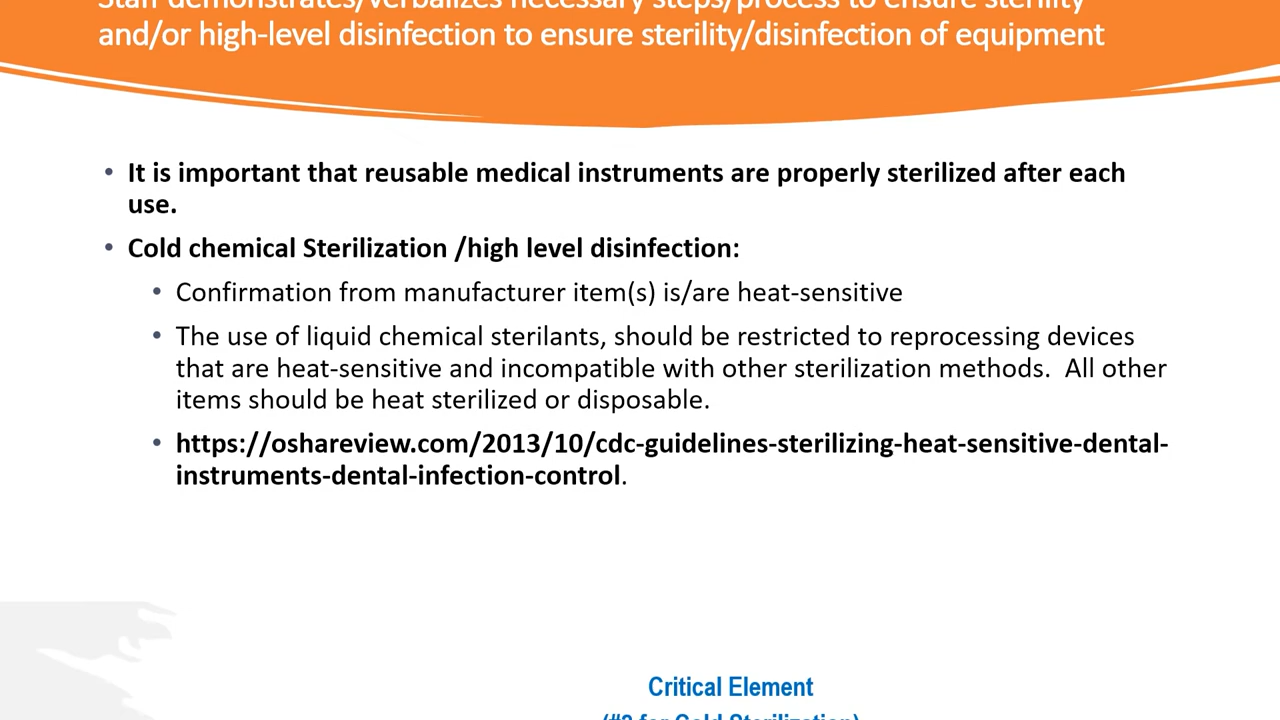 Staff demonstrates/verbalizes necessary steps/process to ensure sterility
and/or high-level disinfection to ensure sterility/disinfection of equipment
• It is important that reusable medical instruments are properly sterilized after each
use.
• Cold chemical Sterilization /high level disinfection:
• Confirmation from manufacturer item(s) is/are heat-sensitive
• The use of liquid chemical sterilants, should be restricted to reprocessing devices
that are heat-sensitive and incompatible with other sterilization methods.  All other
items should be heat sterilized or disposable.
• https://oshareview.com/2013/10/cdc-guidelines-sterilizing-heat-sensitive-dental-
instruments-dental-infection-control.
Critical Element
for Cold Sterilization)